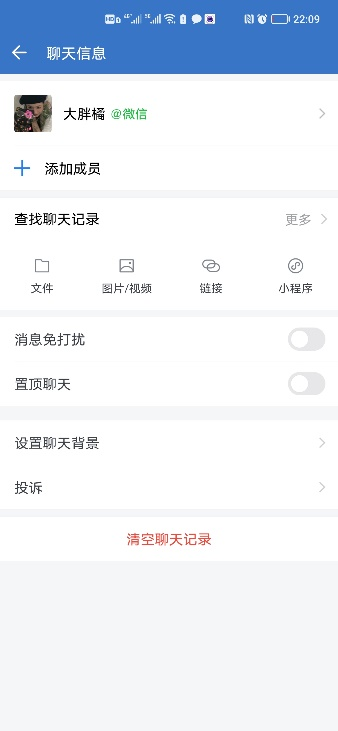 22:09
聊天信息
大胖橘 @微信
添加成员
查找聊天记录 更多
文件 图片/视频 链接 小程序
消息免打扰
置顶聊天
设置聊天背景
投诉
清空聊天记录